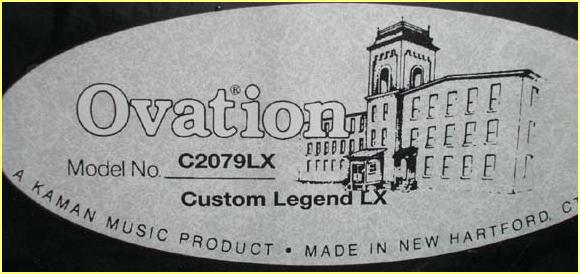 Ovation®
Model No. C2079LX
Custom Legend LX
A KAMAN MUSIC PRODUCT • MADE IN NEW HARTFORD, CT